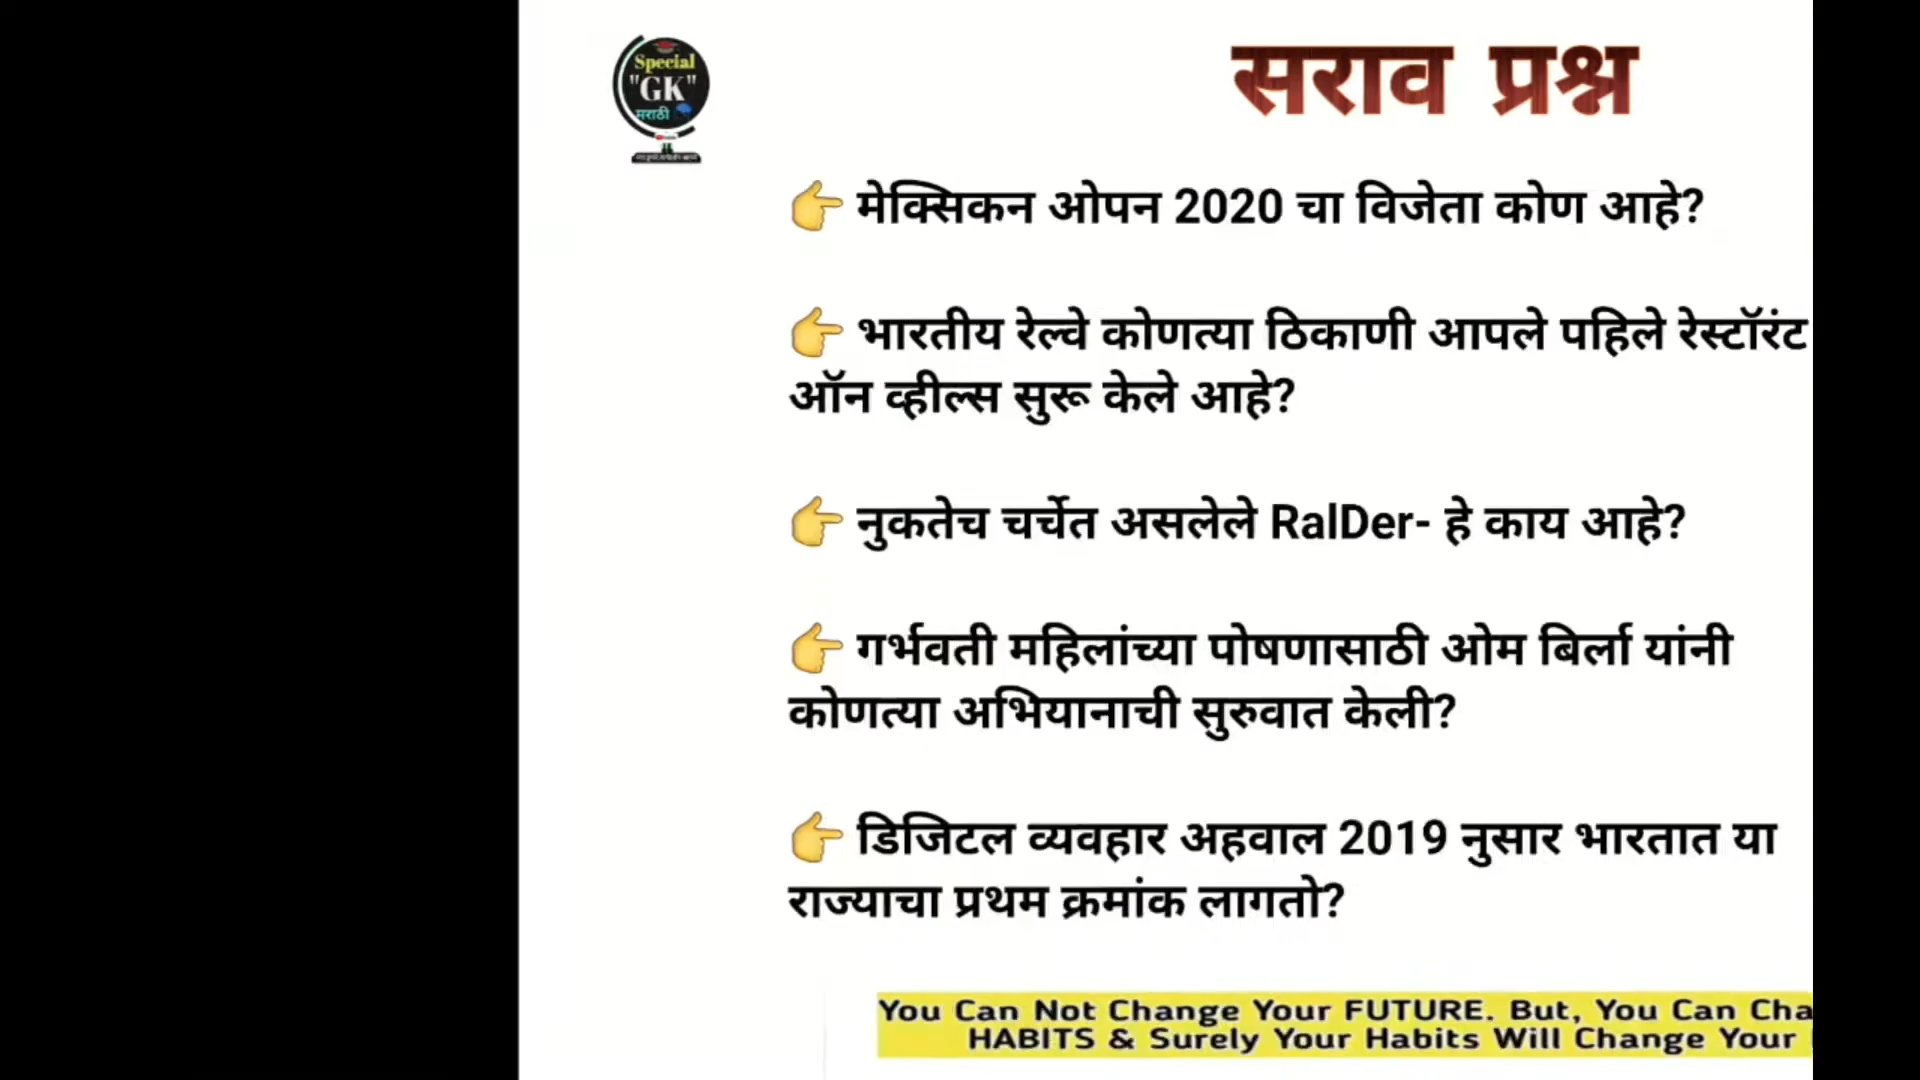 Special
"GK"
मराठी
सराव प्रश्न
👉 मेक्सिकन ओपन 2020 चा विजेता कोण आहे?
👉 भारतीय रेल्वे कोणत्या ठिकाणी आपले पहिले रेस्टॉरंट
ऑन व्हील्स सुरू केले आहे?
👉 नुकतेच चर्चेत असलेले RalDer- हे काय आहे?
👉 गर्भवती महिलांच्या पोषणासाठी ओम बिर्ला यांनी
कोणत्या अभियानाची सुरुवात केली?
👉 डिजिटल व्यवहार अहवाल 2019 नुसार भारतात या
राज्याचा प्रथम क्रमांक लागतो?
You Can Not Change Your FUTURE. But, You Can Cha
HABITS & Surely Your Habits Will Change Your